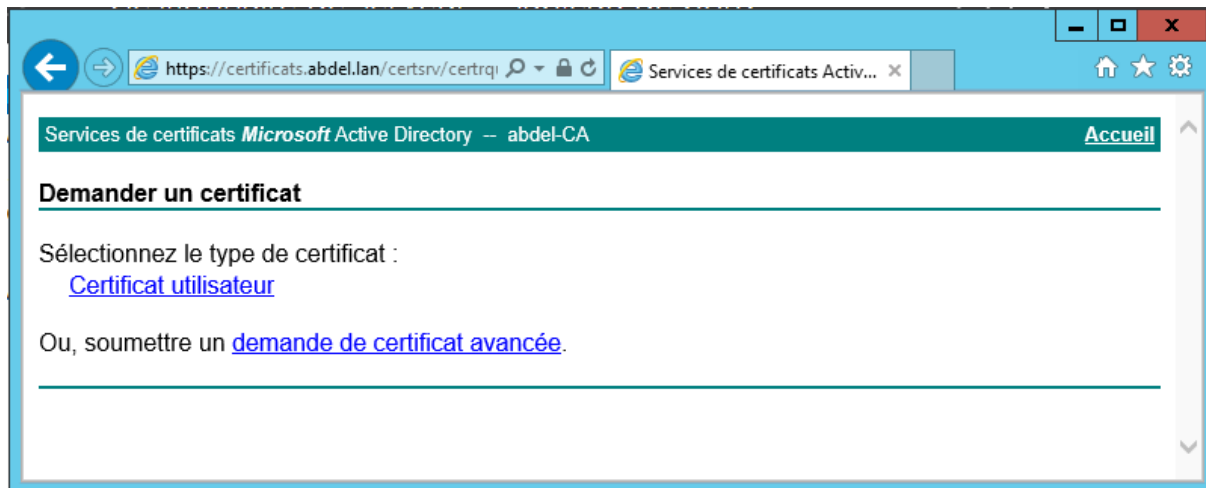 https://certificats.abdel.lan/certsrv/certrq
Services de certificats Activ...
Services de certificats Microsoft Active Directory -- abdel-CA
Accueil
Demander un certificat
Sélectionnez le type de certificat :
Certificat utilisateur
Ou, soumettre un demande de certificat avancée.